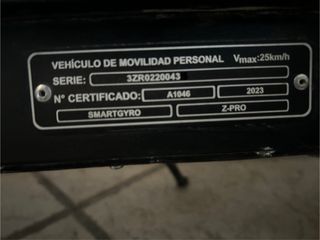 VEHÍCULO DE MOVILIDAD PERSONAL Vmax:25km/h
SERIE: 3ZR0220043
Nº CERTIFICADO: A1046 2023
SMARTGYRO Z-PRO